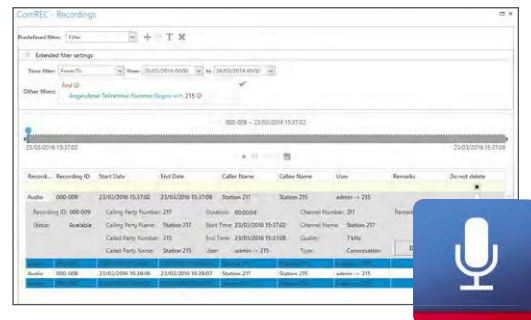 ComREC - Recordings
Predefined filter: Filter
Extended filter settings
Time filter: From/To from: 23/03/2016 00:00 to 26/03/2016 00:00
Other filters: And
Angerufener Teilnehmer Nummer Begins with 215
000-009 - 23/03/2016 15:37:02
23/03/2016 15:37:02 23/03/2016 15:37:08
Record... Recording ID Start Date End Date Caller Name Callee Name User Remarks Do not delete
Audio 000-009 23/03/2016 15:37:02 23/03/2016 15:37:08 Station 217 Station 215 admin -> 215
Recording ID: 000-009 Calling Party Number: 217 Duration: 00:00:04 Channel Number: 217
Status: Available Calling Party Name: Station 217 Start Time: 23/03/2016 15:37:02 Channel Name: Station 217
Called Party Number: 215 End Time: 23/03/2016 15:37:08 Quality: 7 kHz
Called Party Name: Station 215 User: admin -> 215 Type: Conversation
Audio 000-008 23/03/2016 15:39:06 23/03/2016 15:39:07 Station 217 Station 215 admin -> 215